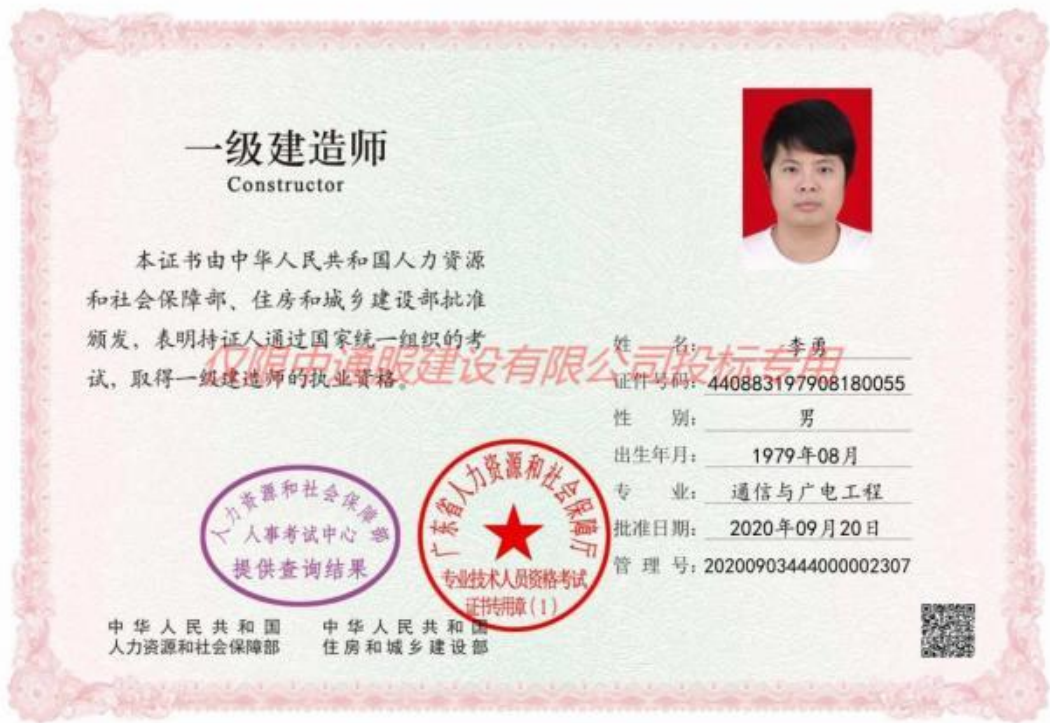 一级建造师
Constructor
本证书由中华人民共和国人力资源
和社会保障部、住房和城乡建设部批准
颁发，表明持证人通过国家统一组织的考
试，取得一级建造师的执业资格。
仅限中通服建设有限公司投标专用
姓 名： 李勇
证件号码：440883197908180055
性 别： 男
出生年月： 1979年08月
专 业： 通信与广电工程
批准日期： 2020年09月20日
管 理 号：20200903444000002307
人力资源和社会保障部
人事考试中心
提供查询结果
广东省人力资源和社会保障厅
专业技术人员资格考试
证书专用章（1）
中华人民共和国
人力资源和社会保障部
中华人民共和国
住房和城乡建设部